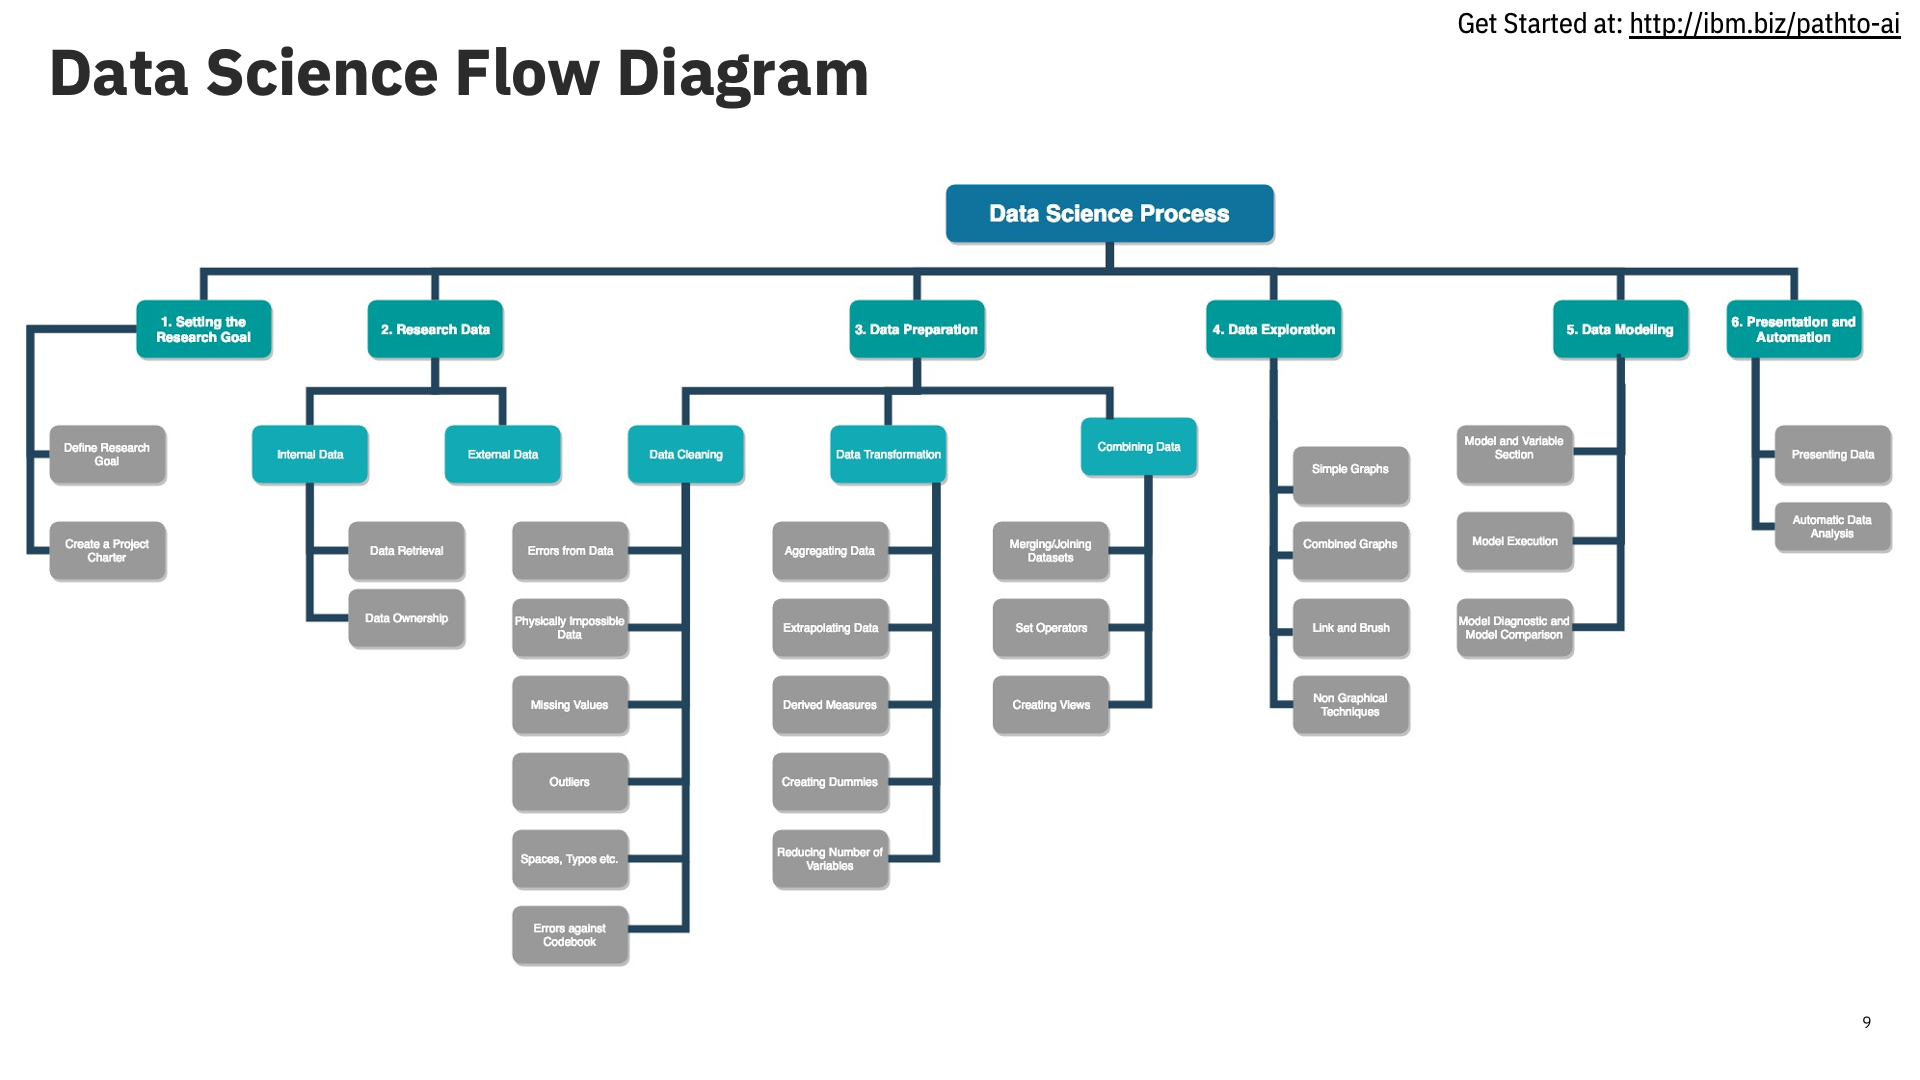 Get Started at: http://ibm.biz/pathto-ai
Data Science Flow Diagram
Data Science Process
1. Setting the
Research Goal
2. Research Data
3. Data Preparation
4. Data Exploration
5. Data Modeling
6. Presentation and
Automation
Define Research
Goal
Create a Project
Charter
Internal Data
External Data
Data Retrieval
Data Ownership
Data Cleaning
Data Transformation
Combining Data
Errors from Data
Physically Impossible
Data
Missing Values
Outliers
Spaces, Typos etc.
Errors against
Codebook
Aggregating Data
Extrapolating Data
Derived Measures
Creating Dummies
Reducing Number of
Variables
Merging/Joining
Datasets
Set Operators
Creating Views
Simple Graphs
Combined Graphs
Link and Brush
Non Graphical
Techniques
Model and Variable
Section
Model Execution
Model Diagnostic and
Model Comparison
Presenting Data
Automatic Data
Analysis
9